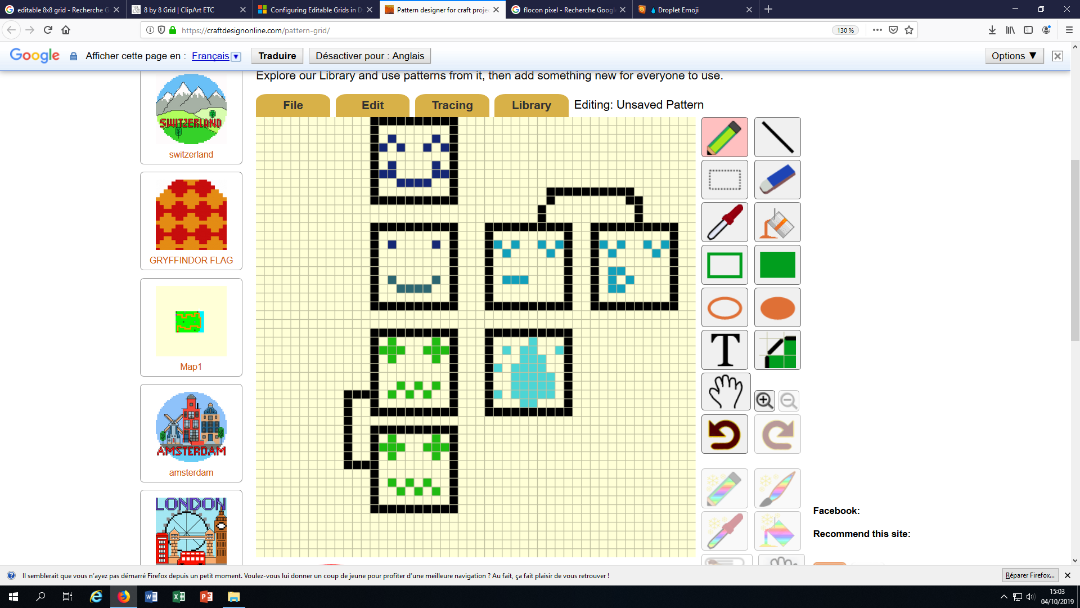 editable 8x8 grid - Recherche G
8 by 8 Grid | ClipArt ETC
Configuring Editable Grids in D
Pattern designer for craft proje
flocon pixel - Recherche Goog
Droplet Emoji
https://craftdesignonline.com/pattern-grid/
130 %
Google
Afficher cette page en :
Français
Traduire
Désactiver pour : Anglais
Options ▼
Explore our Library and use patterns from it, then add something new for everyone to use.
File
Edit
Tracing
Library
Editing: Unsaved Pattern
SWITZERLAND
switzerland
GRYFFINDOR FLAG
Map1
AMSTERDAM
amsterdam
LONDON
T
Facebook:
Recommend this site:
Il semblerait que vous n'ayez pas démarré Firefox depuis un petit moment. Voulez-vous lui donner un coup de jeune pour profiter d'une meilleure navigation ? Au fait, ça fait plaisir de vous retrouver !
Réparer Firefox...
15:03
04/10/2019